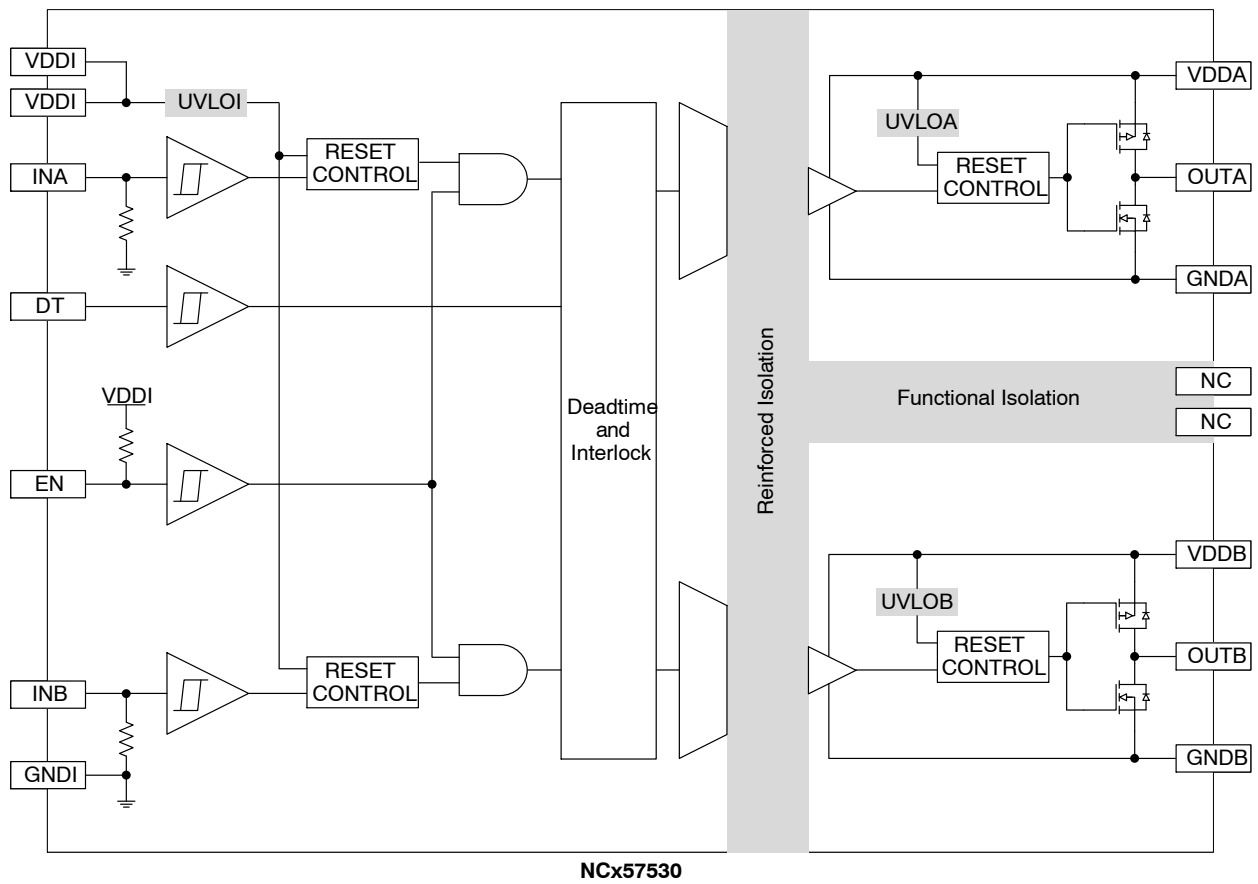 VDDI
VDDI
UVLOI
INA
RESET
CONTROL
DT
VDDI
EN
INB
RESET
CONTROL
GNDI
Deadtime
and
Interlock
Reinforced Isolation
VDDA
UVLOA
RESET
CONTROL
OUTA
GNDA
Functional Isolation
NC
NC
VDDB
UVLOB
RESET
CONTROL
OUTB
GNDB
NCx57530